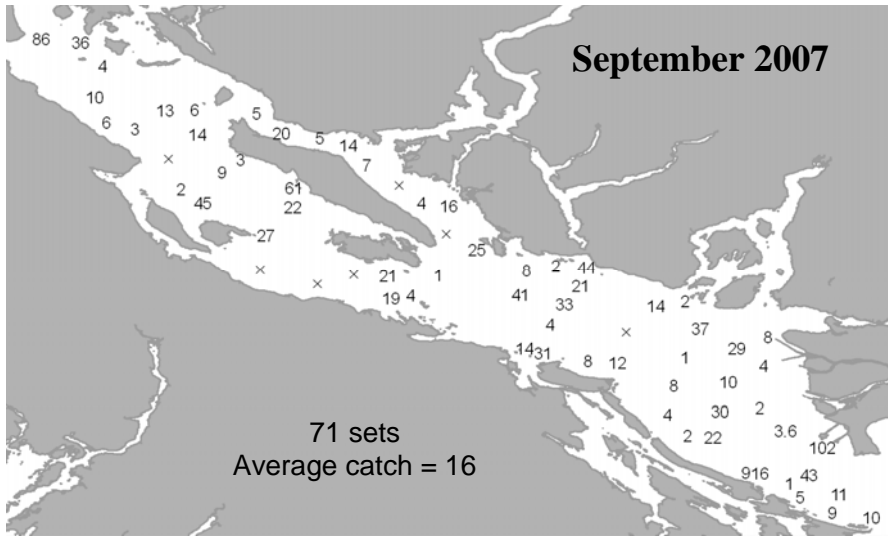 86 36 September 2007
4
10
13 6 5
6 3 14 20 5 14
3 7
9
2 45 61 4 16
22
27 25
21 1 8 2 44
19 4 41 21
33 14 2
4 37
14 31 8 12 1 29 8
4
8 10
4 30 2
2 22 3.6
102
71 sets
Average catch = 16
916 1 43
5 11
9 10